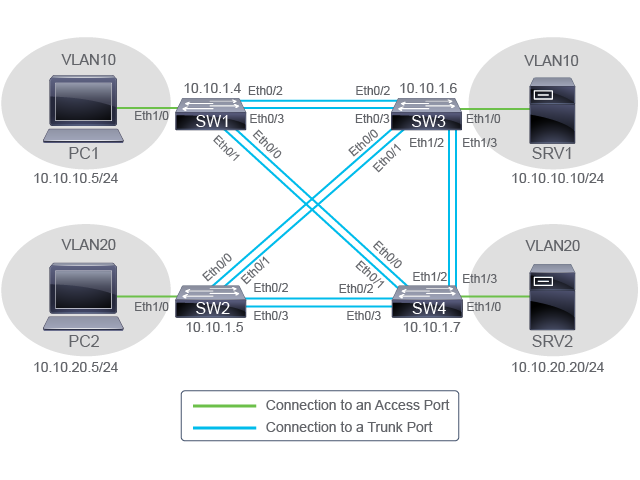 VLAN10
VLAN10
10.10.1.4
Eth0/2
Eth0/2
10.10.1.6
Eth1/0
SW1
Eth0/3
Eth0/3
SW3
Eth1/0
Eth0/1
Eth0/0
Eth0/0
Eth0/1
Eth1/2
Eth1/3
PC1
SRV1
10.10.10.5/24
10.10.10.10/24
VLAN20
VLAN20
Eth0/0
Eth0/1
Eth0/0
Eth0/1
Eth1/2
Eth1/3
Eth1/0
SW2
Eth0/2
Eth0/2
SW4
Eth1/0
Eth0/3
Eth0/3
10.10.1.5
10.10.1.7
PC2
SRV2
10.10.20.5/24
10.10.20.20/24
Connection to an Access Port
Connection to a Trunk Port